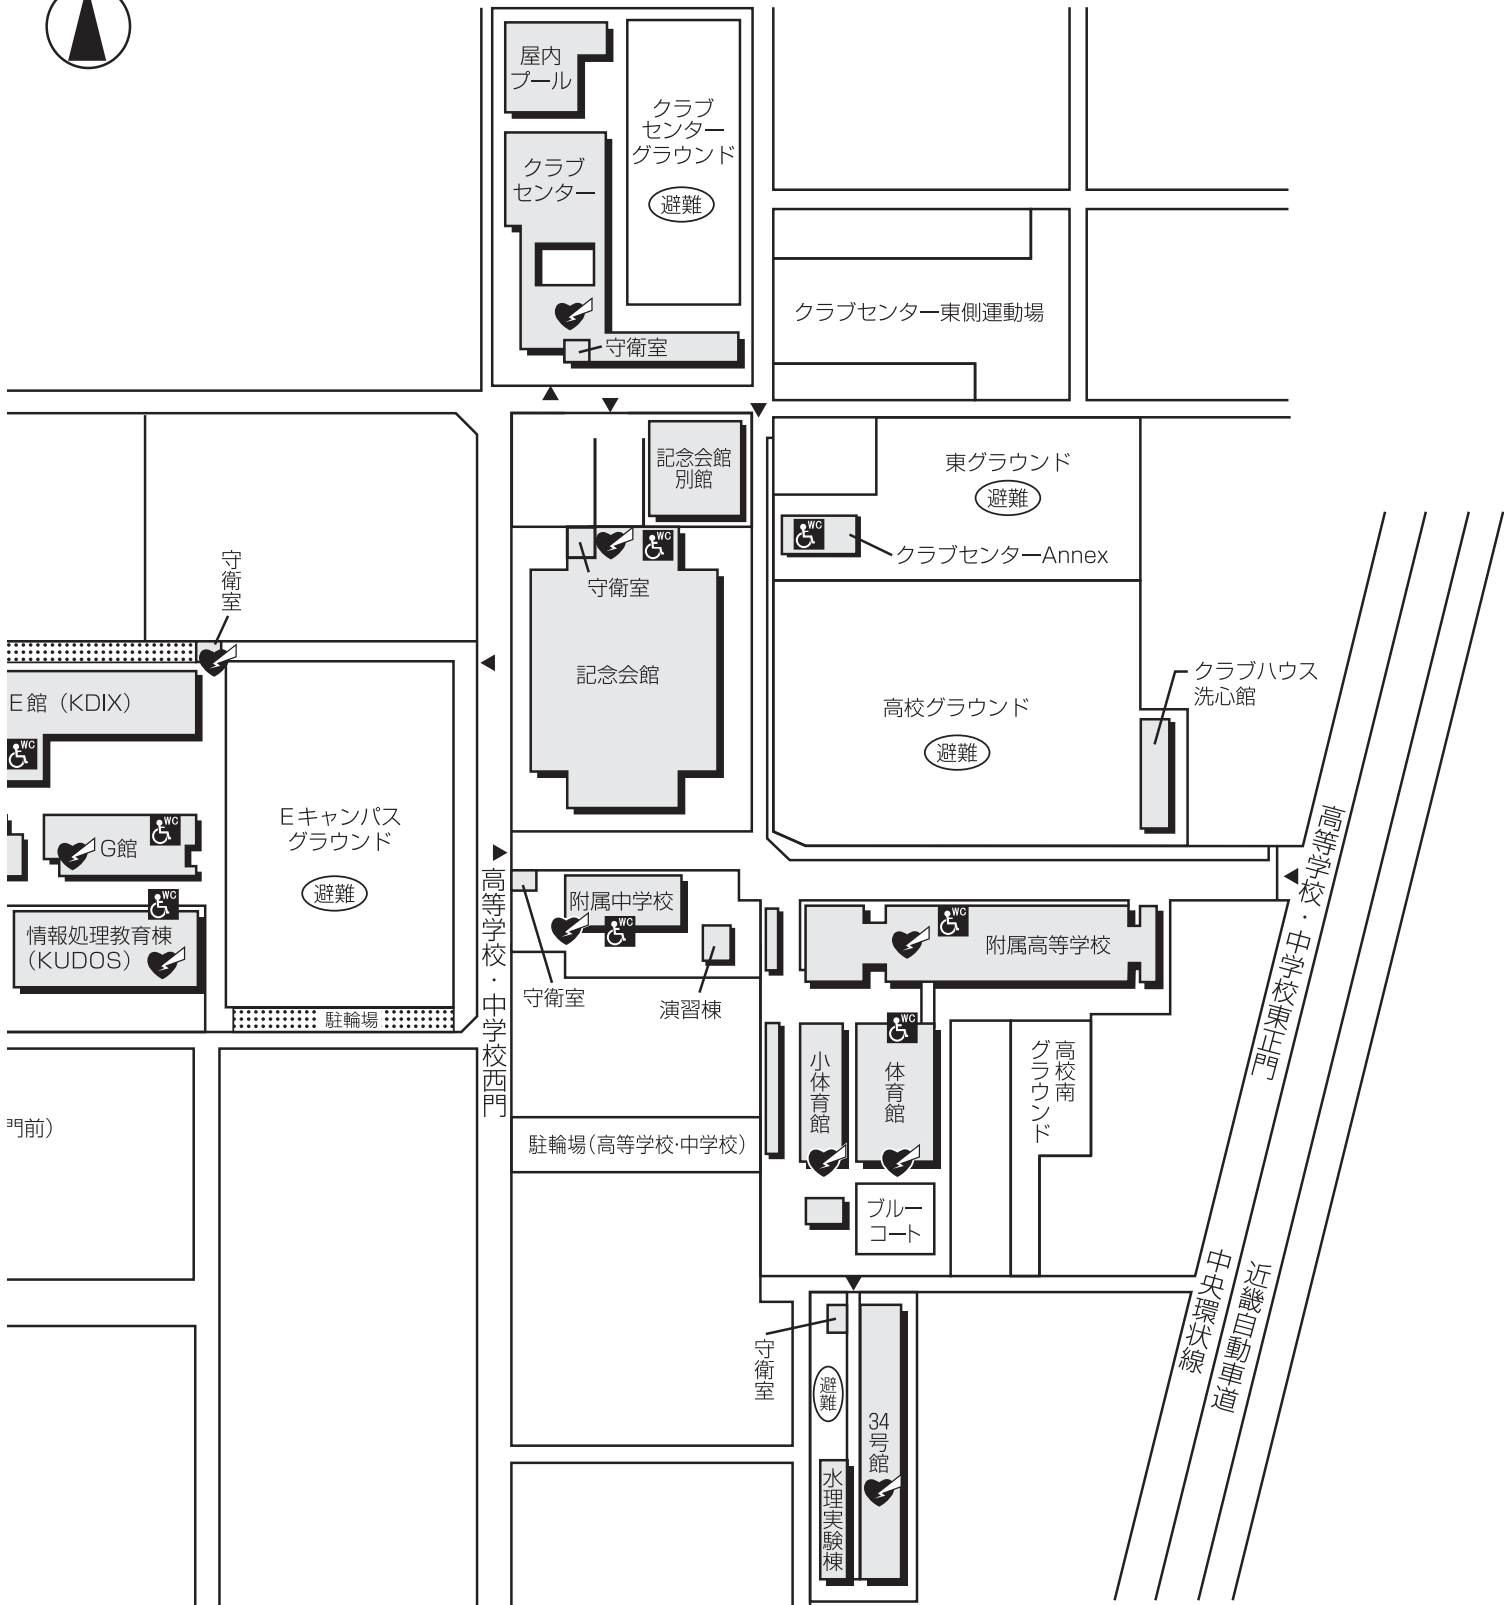 屋内
プール
クラブ
センター
グラウンド
避難
クラブ
センター
守衛室
クラブセンター東側運動場
記念会館
別館
東グラウンド
避難
WC
クラブセンターAnnex
WC
守衛室
守衛室
記念会館
クラブハウス
洗心館
高校グラウンド
避難
E館（KDIX）
WC
Eキャンパス
グラウンド
避難
WC
G館
WC
情報処理教育棟
（KUDOS）
駐輪場
高等学校・中学校西門
附属中学校
WC
守衛室
演習棟
WC
附属高等学校
高等学校・中学校東正門
WC
小体育館
体育館
高校南
グラウンド
門前）
駐輪場（高等学校・中学校）
ブルー
コート
守衛室
避難
34号館
水理実験棟
中央環状線
近畿自動車道